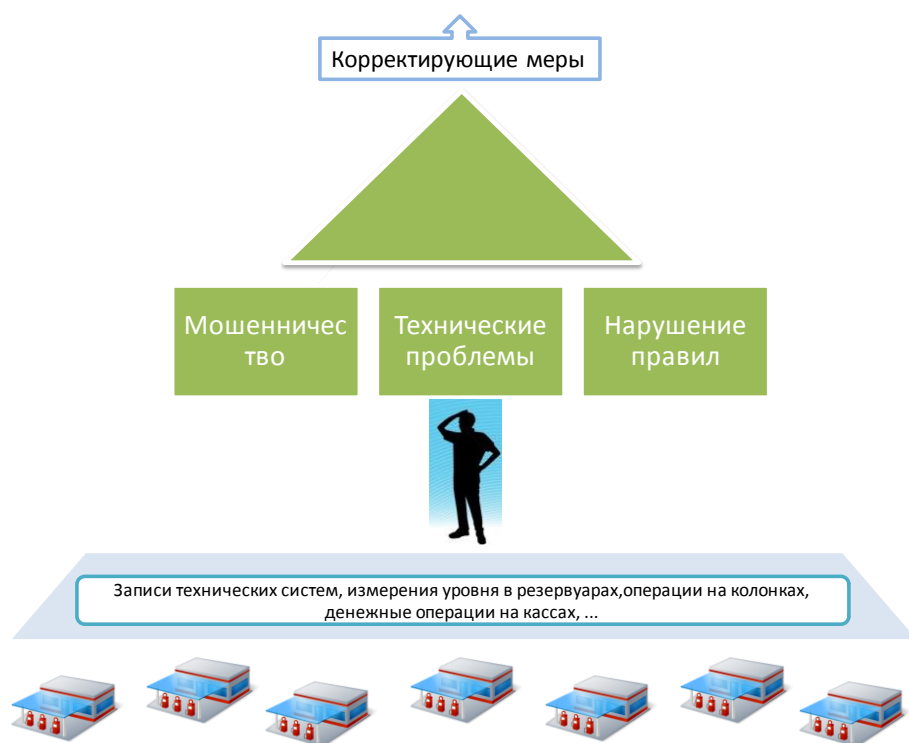 Корректирующие меры
Мошенничес
тво
Технические
проблемы
Нарушение
правил
Записи технических систем, измерения уровня в резервуарах,операции на колонках,
денежные операции на кассах, ...